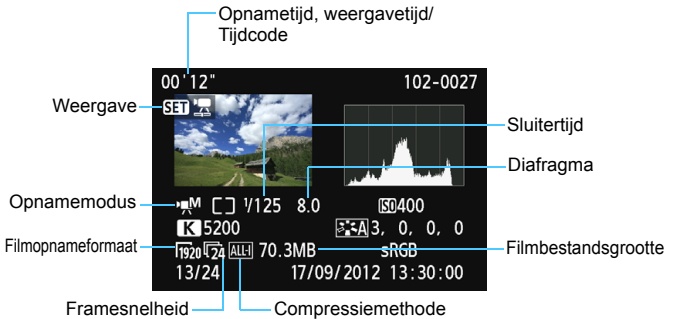 Opnametijd, weergavetijd/
Tijdcode
00'12" 102-0027
Weergave
SET
Sluitertijd
Diafragma
Opnamemodus
M 1/125 8.0 ISO 400
K 5200 A 3, 0, 0, 0
Filmopnameformaat
1920 24 ALL-I 70.3MB sRGB
Filmbestandsgrootte
13/24 17/09/2012 13:30:00
Framesnelheid
Compressiemethode